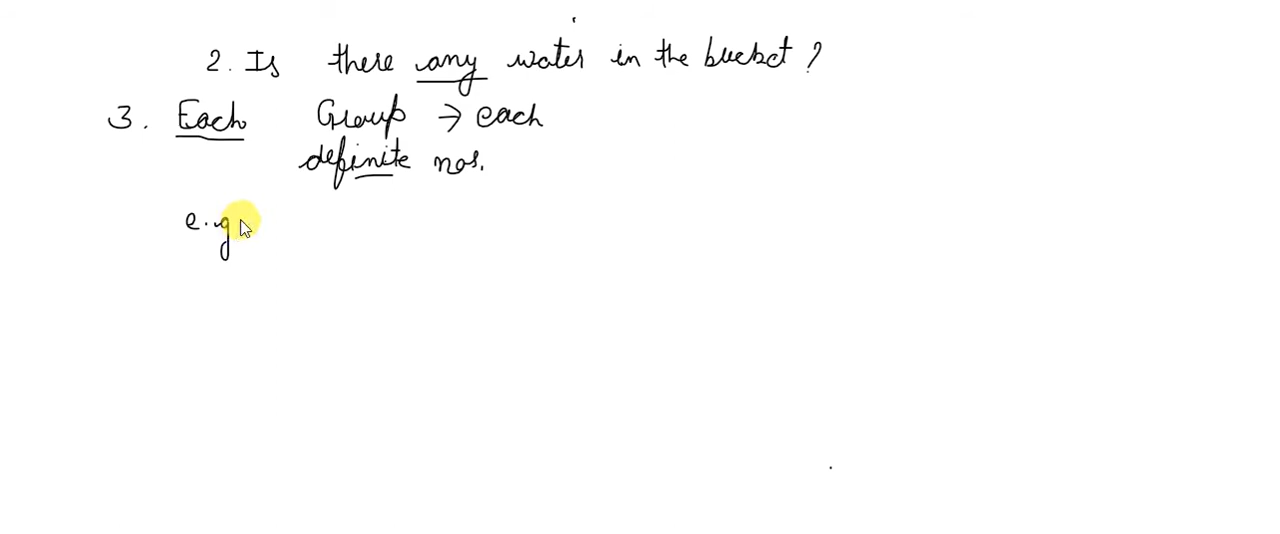 2. Is there any water in the bucket ?
3. Each Group → each
definite nos.
e.g